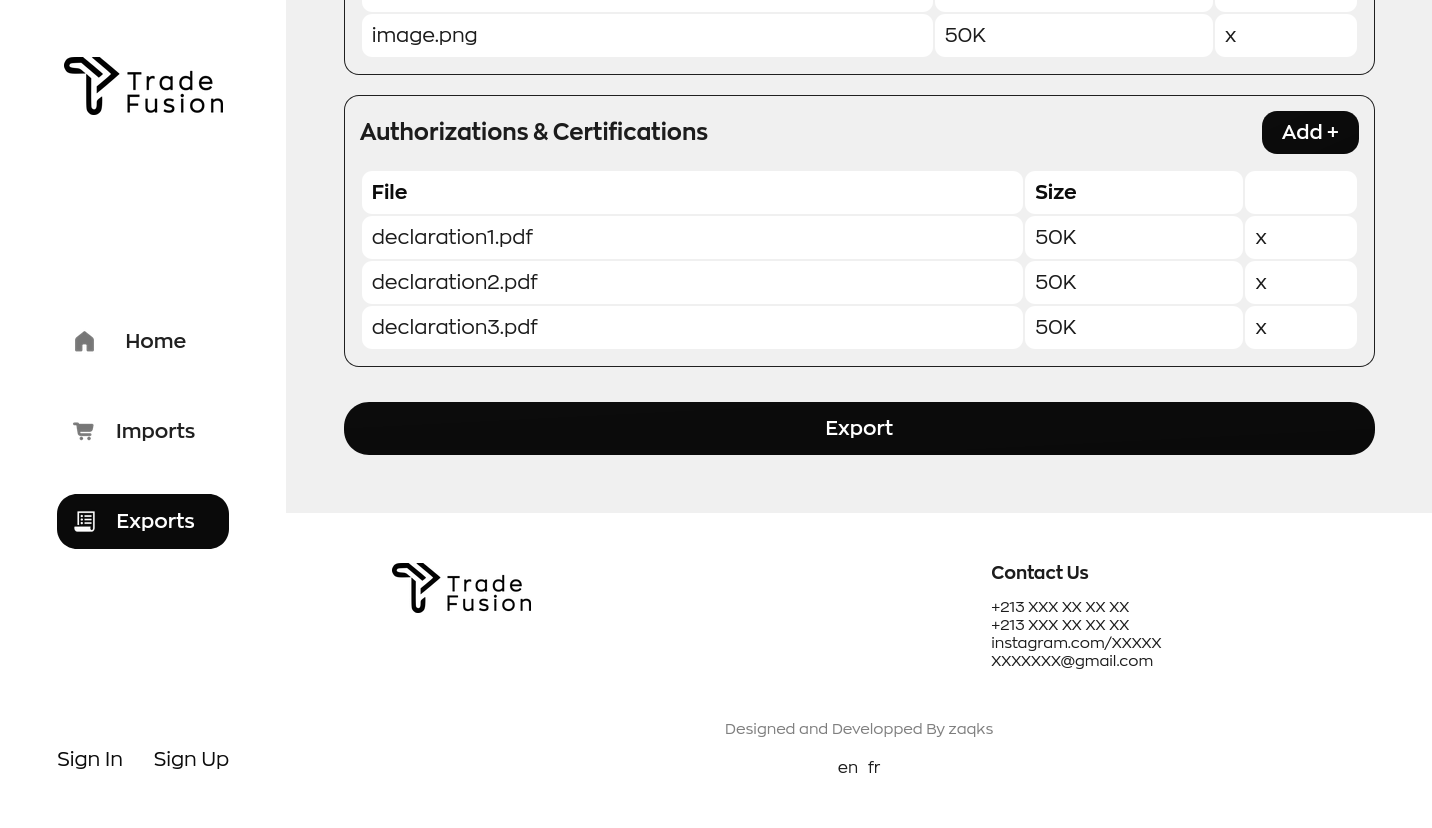 Trade
Fusion
Home
Imports
Exports
Sign In Sign Up
image.png 50K x
Authorizations & Certifications Add +
File Size
declaration1.pdf 50K x
declaration2.pdf 50K x
declaration3.pdf 50K x
Export
Trade
Fusion
Contact Us
+213 XXX XX XX XX
+213 XXX XX XX XX
instagram.com/XXXXX
XXXXXXX@gmail.com
Designed and Developped By zaqks
en fr